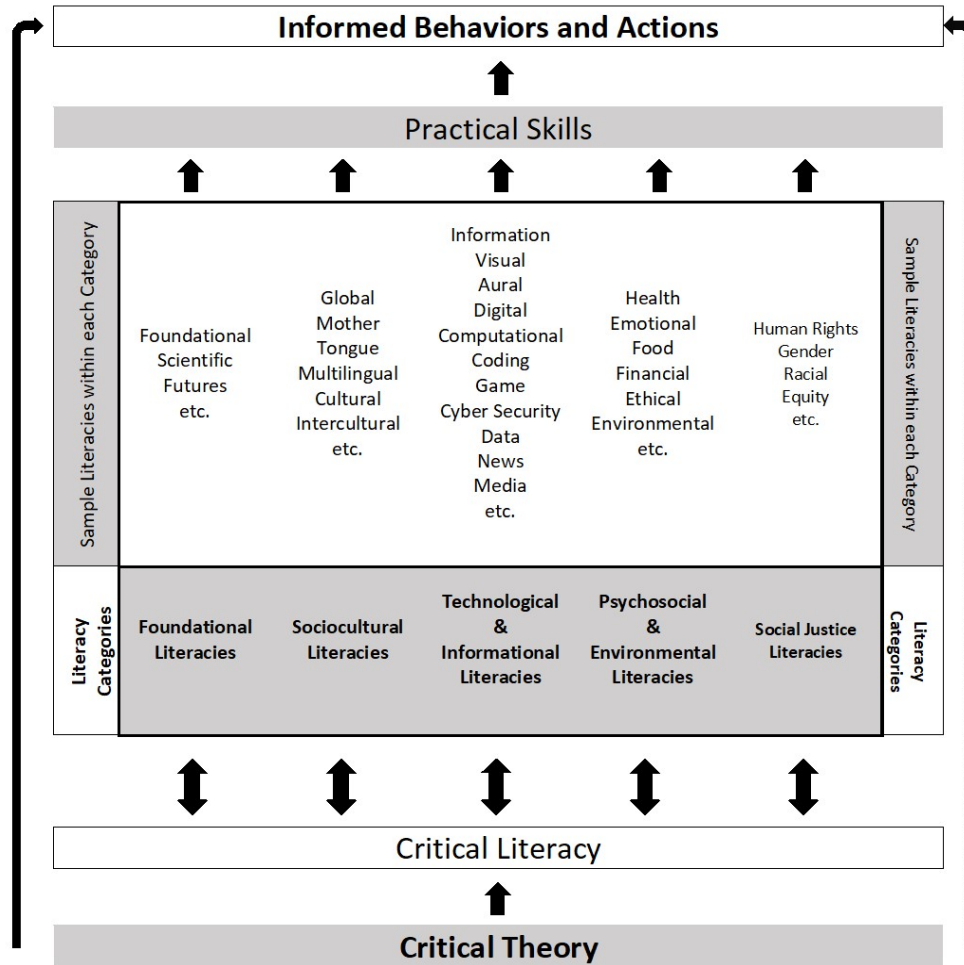 Informed Behaviors and Actions
Practical Skills
Sample Literacies within each Category
Foundational
Scientific
Futures
etc.
Global
Mother
Tongue
Multilingual
Cultural
Intercultural
etc.
Information
Visual
Aural
Digital
Computational
Coding
Game
Cyber Security
Data
News
Media
etc.
Health
Emotional
Food
Financial
Ethical
Environmental
etc.
Human Rights
Gender
Racial
Equity
etc.
Sample Literacies within each Category
Literacy
Categories
Foundational
Literacies
Sociocultural
Literacies
Technological
&
Informational
Literacies
Psychosocial
&
Environmental
Literacies
Social Justice
Literacies
Literacy
Categories
Critical Literacy
Critical Theory